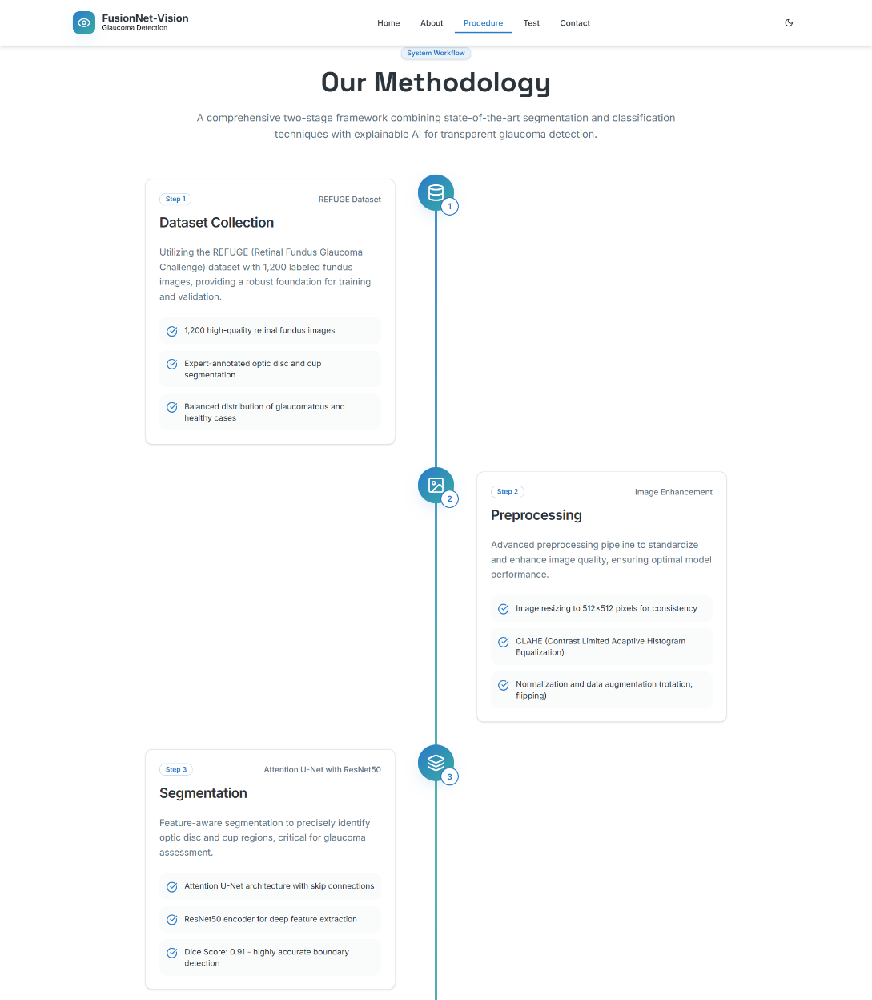 FusionNet-Vision
Glaucoma Detection
Home About Procedure Test Contact
System Workflow
Our Methodology
A comprehensive two-stage framework combining state-of-the-art segmentation and classification
techniques with explainable AI for transparent glaucoma detection.
1
Step 1 REFUGE Dataset
Dataset Collection
Utilizing the REFUGE (Retinal Fundus Glaucoma
Challenge) dataset with 1,200 labeled fundus
images, providing a robust foundation for training
and validation.
1,200 high-quality retinal fundus images
Expert-annotated optic disc and cup
segmentation
Balanced distribution of glaucomatous and
healthy cases
2
Step 2 Image Enhancement
Preprocessing
Advanced preprocessing pipeline to standardize
and enhance image quality, ensuring optimal model
performance.
Image resizing to 512×512 pixels for consistency
CLAHE (Contrast Limited Adaptive Histogram
Equalization)
Normalization and data augmentation (rotation,
flipping)
3
Step 3 Attention U-Net with ResNet50
Segmentation
Feature-aware segmentation to precisely identify
optic disc and cup regions, critical for glaucoma
assessment.
Attention U-Net architecture with skip connections
ResNet50 encoder for deep feature extraction
Dice Score: 0.91 - highly accurate boundary
detection